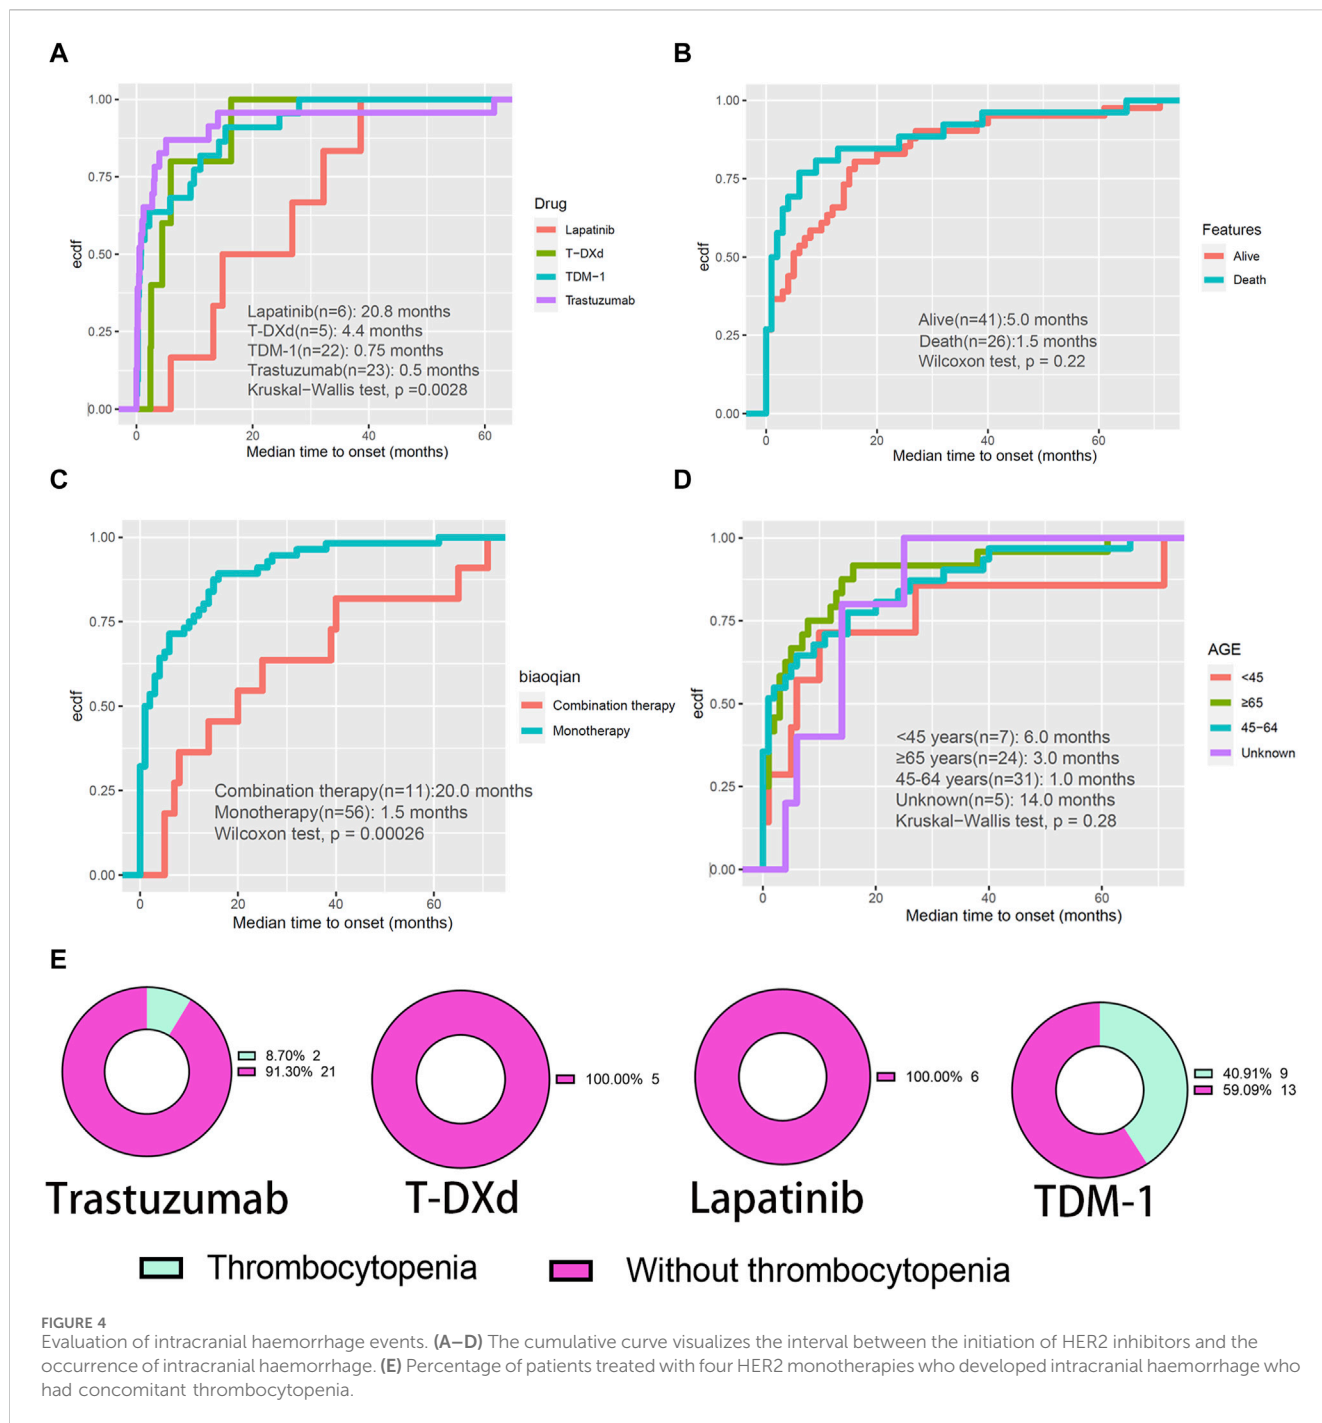 A
1.00
0.75
0.50
0.25
0.00
ecdf
0
20
40
60
Median time to onset (months)
Lapatinib(n=6): 20.8 months
T-DXd(n=5): 4.4 months
TDM-1(n=22): 0.75 months
Trastuzumab(n=23): 0.5 months
Kruskal-Wallis test, p =0.0028
Drug
Lapatinib
T-DXd
TDM-1
Trastuzumab
B
1.00
0.75
0.50
0.25
0.00
ecdf
0
20
40
60
Median time to onset (months)
Alive(n=41):5.0 months
Death(n=26):1.5 months
Wilcoxon test, p = 0.22
Features
Alive
Death
C
1.00
0.75
0.50
0.25
0.00
ecdf
0
20
40
60
Median time to onset (months)
Combination therapy(n=11):20.0 months
Monotherapy(n=56): 1.5 months
Wilcoxon test, p = 0.00026
biaoqian
Combination therapy
Monotherapy
D
1.00
0.75
0.50
0.25
0.00
ecdf
0
20
40
60
Median time to onset (months)
<45 years(n=7): 6.0 months
≥65 years(n=24): 3.0 months
45-64 years(n=31): 1.0 months
Unknown(n=5): 14.0 months
Kruskal-Wallis test, p = 0.28
AGE
<45
≥65
45-64
Unknown
E
8.70% 2
91.30% 21
Trastuzumab
100.00% 5
T-DXd
100.00% 6
Lapatinib
40.91% 9
59.09% 13
TDM-1
Thrombocytopenia
Without thrombocytopenia
FIGURE 4
Evaluation of intracranial haemorrhage events. (A–D) The cumulative curve visualizes the interval between the initiation of HER2 inhibitors and the
occurrence of intracranial haemorrhage. (E) Percentage of patients treated with four HER2 monotherapies who developed intracranial haemorrhage who
had concomitant thrombocytopenia.